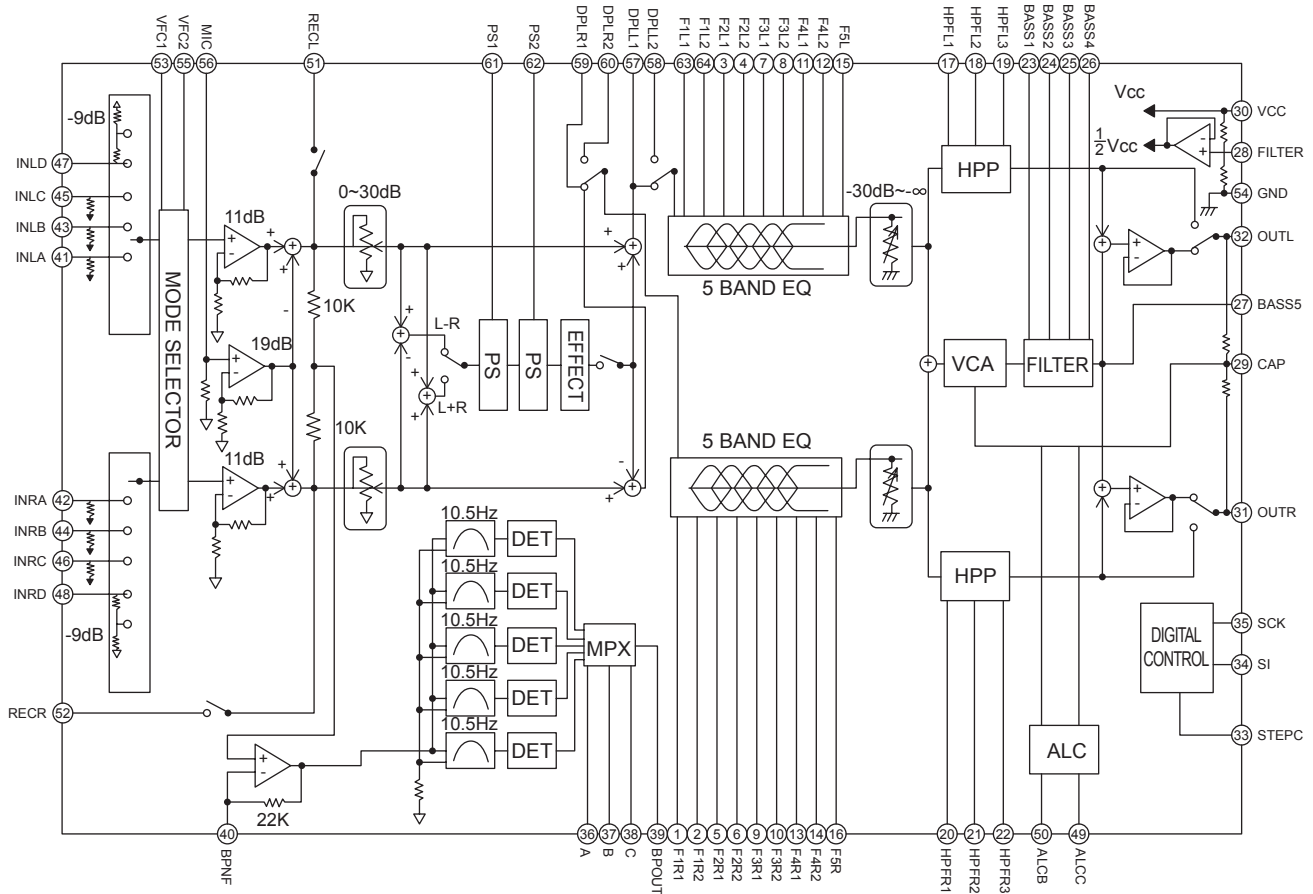 VFC1
VFC2
MIC
RECL
PS1
PS2
DPLR1
DPLR2
DPLL1
DPLL2
F1L1
F1L2
F2L1
F2L2
F3L1
F3L2
F4L1
F4L2
F5L
HPFL1
HPFL2
HPFL3
BASS1
BASS2
BASS3
BASS4
53 55 56 51 61 62 59 60 57 58 63 64 3 4 7 8 11 12 15 17 18 19 23 24 25 26
-9dB
INLD 47
INLC 45
INLB 43
INLA 41
MODE SELECTOR
11dB
+
-
19dB
+
-
11dB
+
-
10K
10K
0~30dB
L-R
L+R
PS
PS
EFFECT
5 BAND EQ
-30dB~-∞
HPP
Vcc
1/2 Vcc
30 VCC
28 FILTER
54 GND
32 OUTL
27 BASS5
29 CAP
VCA
FILTER
5 BAND EQ
31 OUTR
HPP
INRA 42
INRB 44
INRC 46
INRD 48
-9dB
RECR 52
10.5Hz
DET
10.5Hz
DET
10.5Hz
DET
10.5Hz
DET
10.5Hz
DET
MPX
DIGITAL
CONTROL
35 SCK
34 SI
33 STEPC
ALC
+
-
22K
40 36 37 38 39 1 2 5 6 9 10 13 14 16 20 21 22 50 49
BPNF
A
B
C
BPOUT
F1R1
F1R2
F2R1
F2R2
F3R1
F3R2
F4R1
F4R2
F5R
HPFR1
HPFR2
HPFR3
ALCB
ALCC